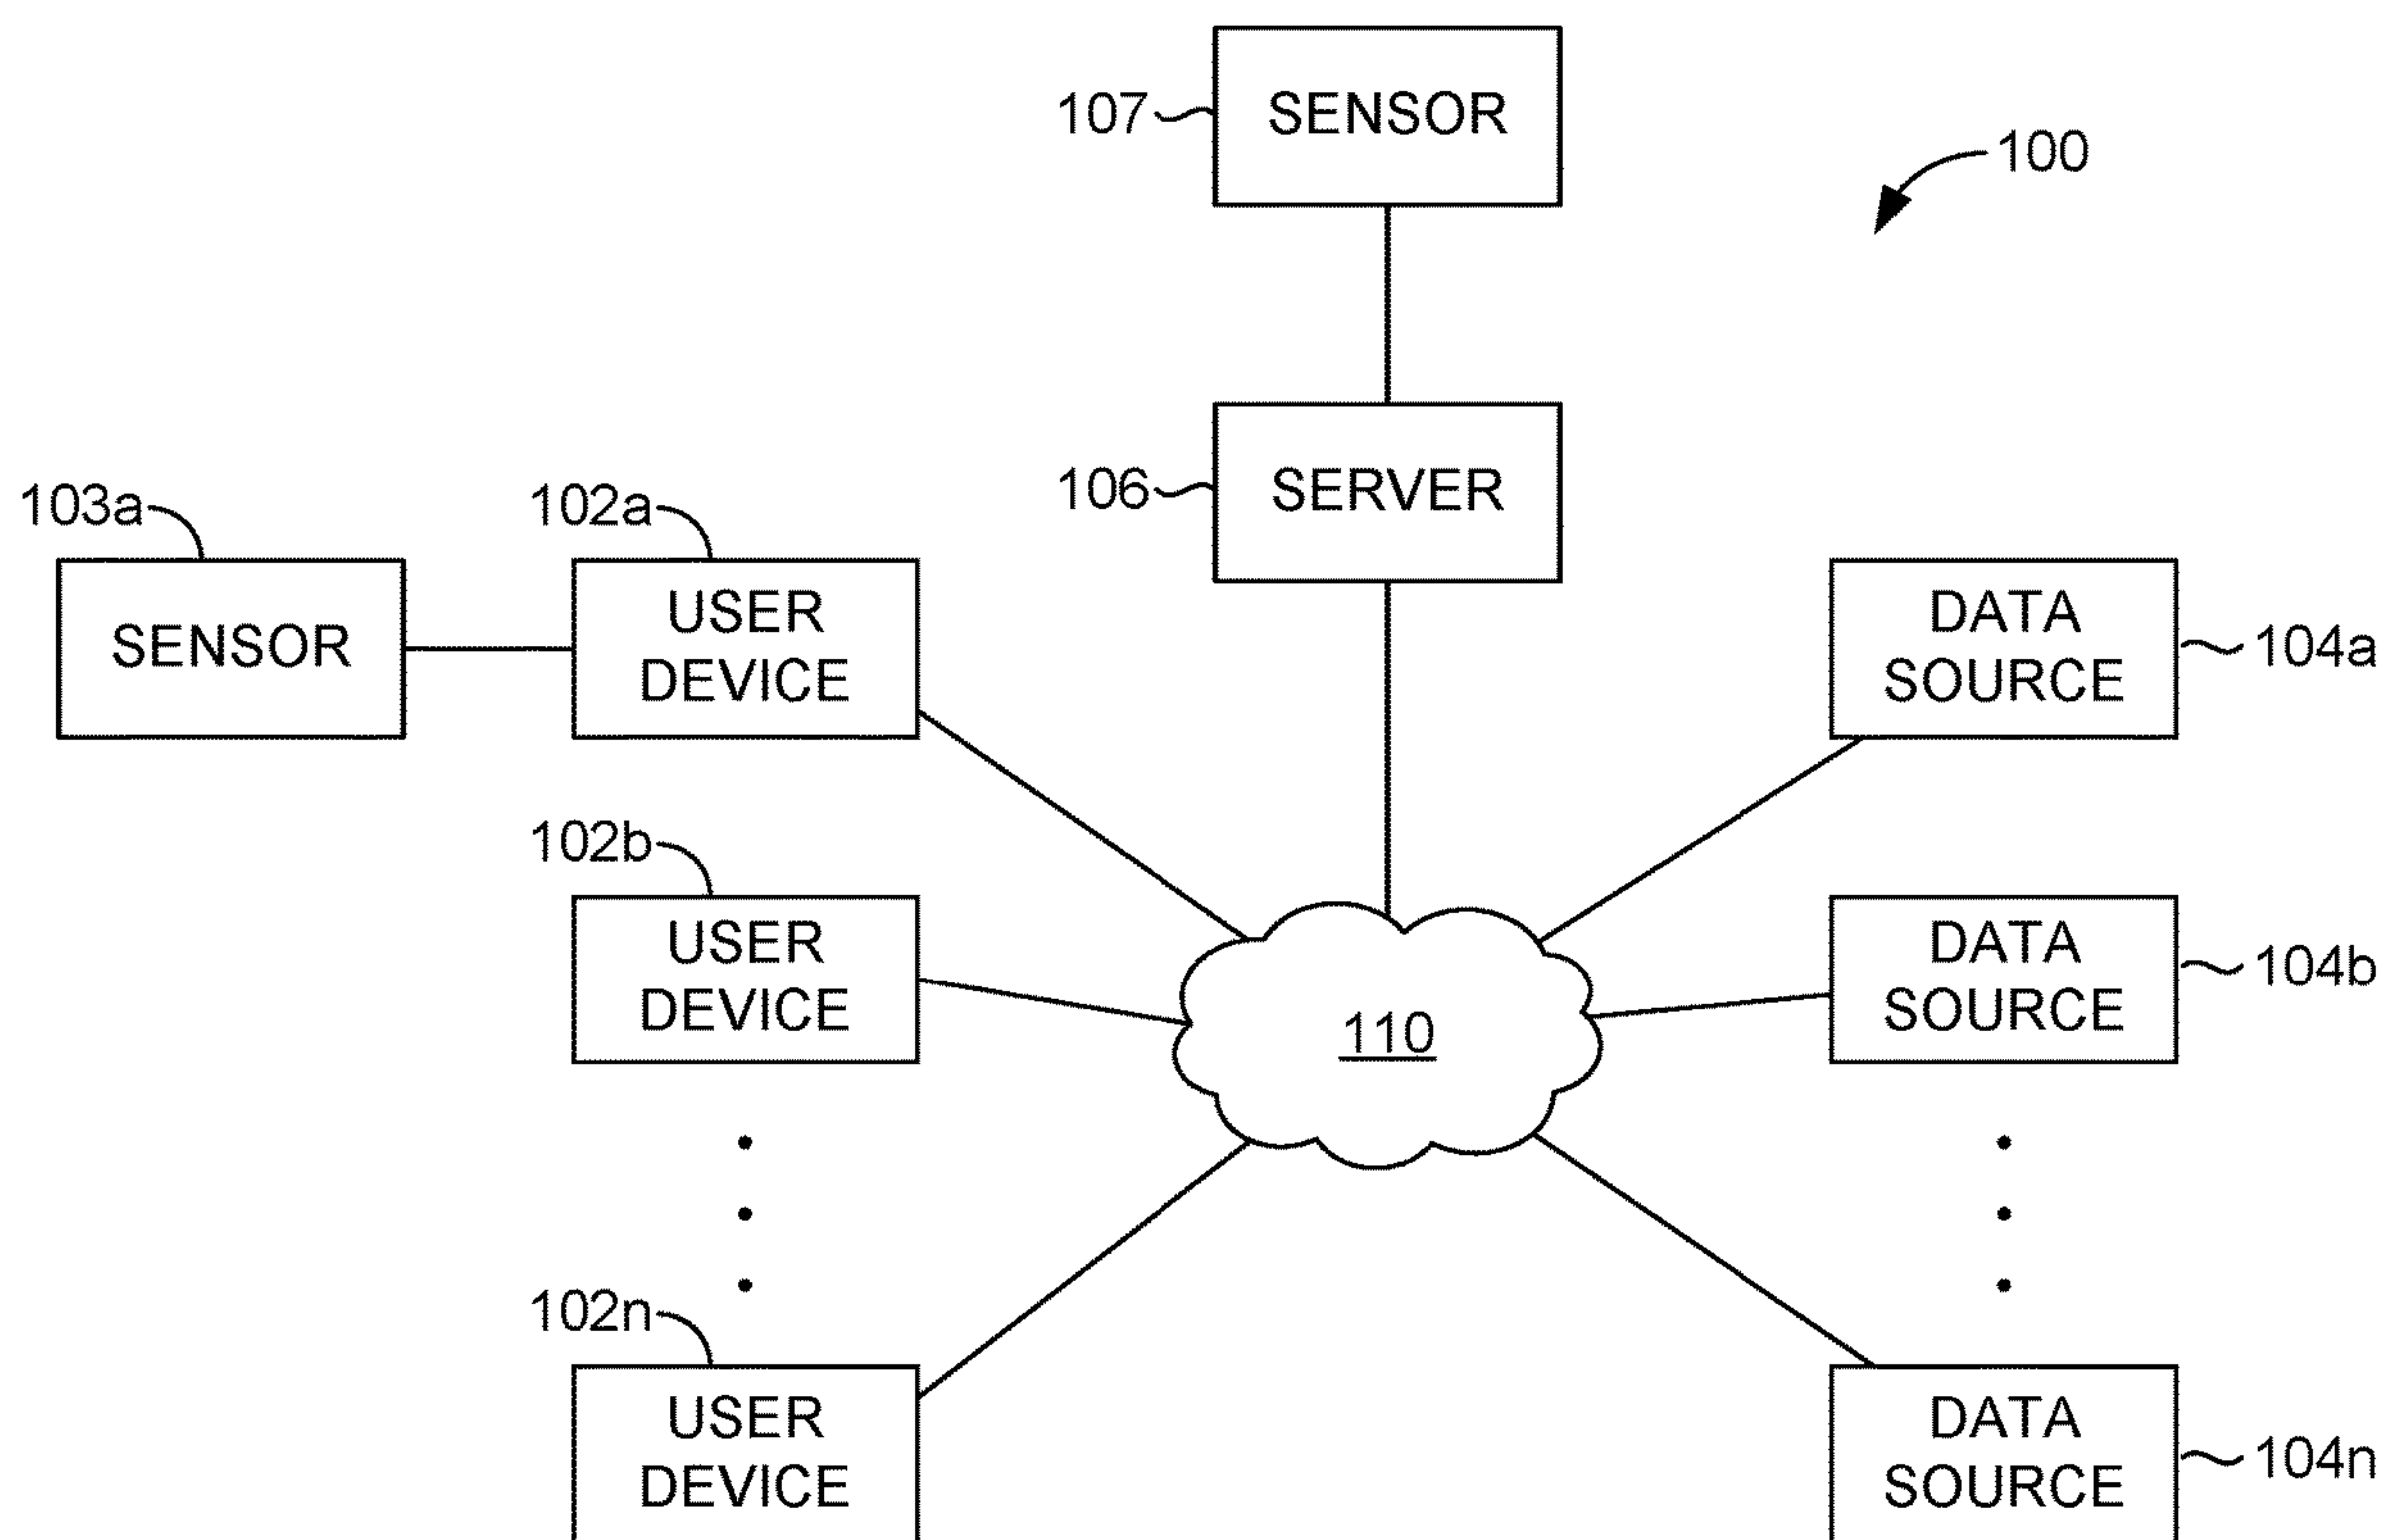 107
SENSOR
100
106
SERVER
103a
SENSOR
102a
USER
DEVICE
DATA
SOURCE
104a
102b
USER
DEVICE
110
DATA
SOURCE
104b
102n
USER
DEVICE
DATA
SOURCE
104n